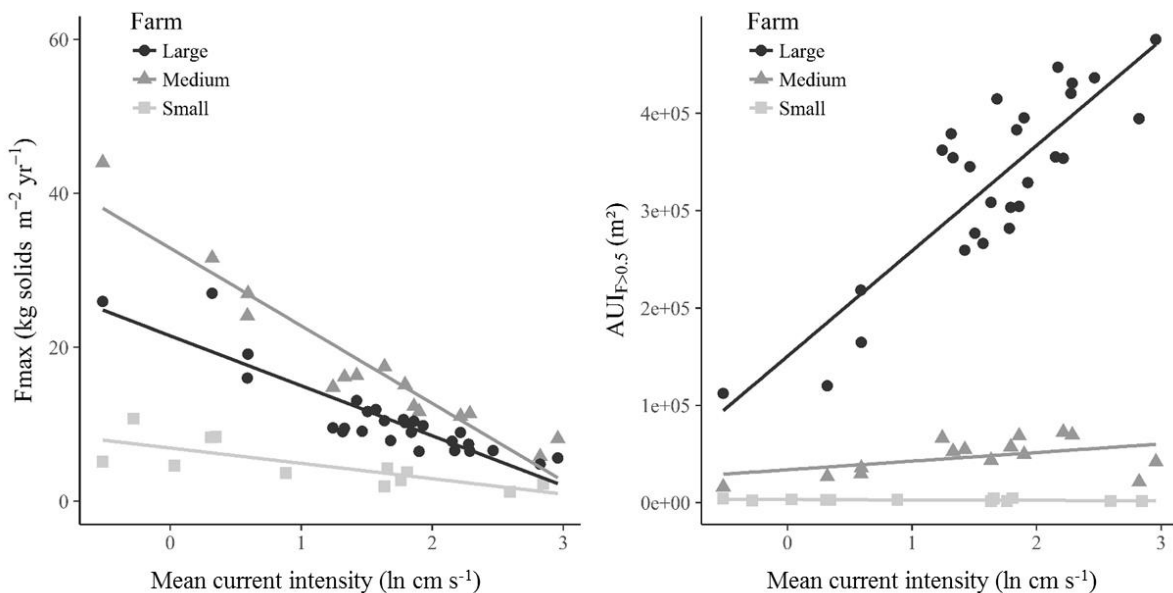 Farm
Large
Medium
Small
60
40
20
0
Fmax (kg solids m⁻² yr⁻¹)
0 1 2 3
Mean current intensity (ln cm s⁻¹)
Farm
Large
Medium
Small
4e+05
3e+05
2e+05
1e+05
0e+00
AUI_F>0.5 (m²)
0 1 2 3
Mean current intensity (ln cm s⁻¹)